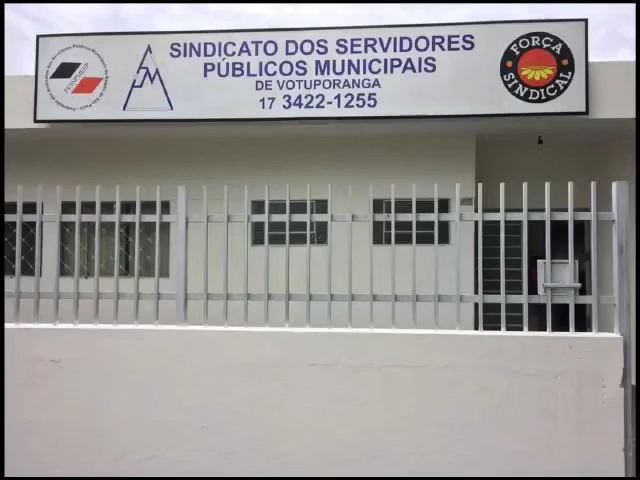 SINDICATO DOS SERVIDORES
PÚBLICOS MUNICIPAIS
DE VOTUPORANGA
17 3422-1255
FORÇA
SINDICAL